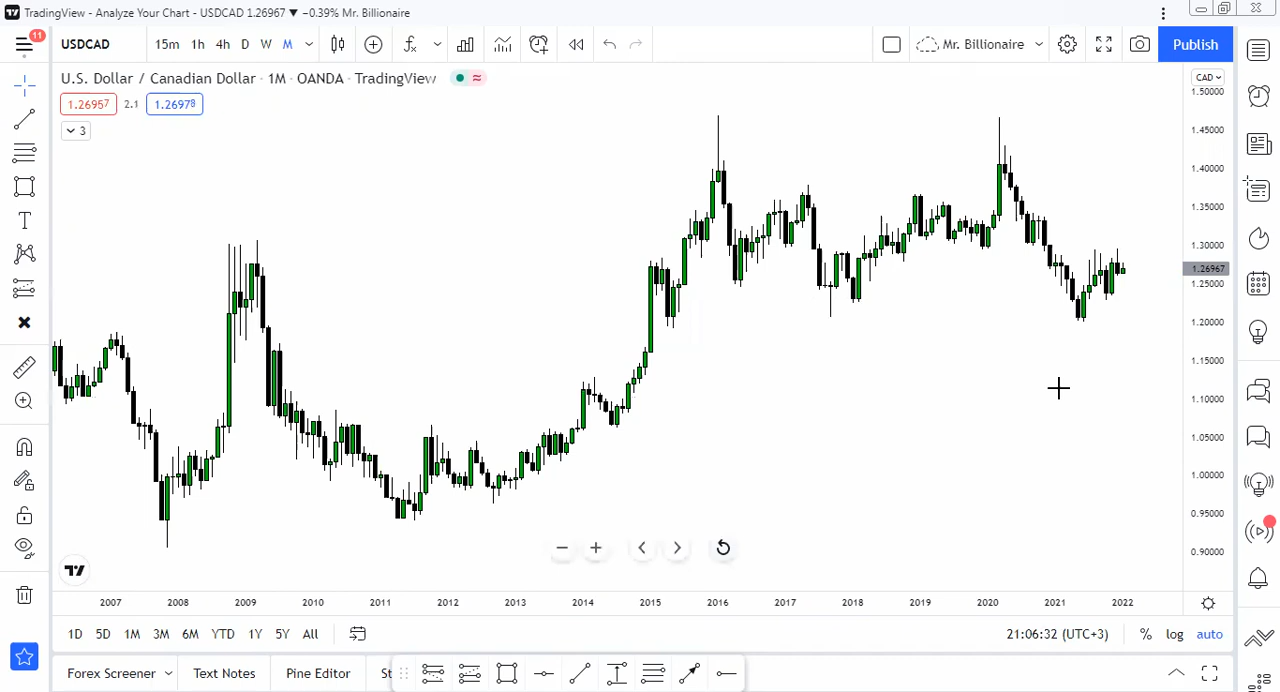 TradingView - Analyze Your Chart - USDCAD 1.26967 ▼ −0.39% Mr. Billionaire
11
USDCAD
15m 1h 4h D W M
Mr. Billionaire
Publish
U.S. Dollar / Canadian Dollar · 1M · OANDA · TradingView
1.26957 2.1 1.26978
3
CAD
1.50000
1.45000
1.40000
1.35000
1.30000
1.26967
1.25000
1.20000
1.15000
1.10000
1.05000
1.00000
0.95000
0.90000
2007 2008 2009 2010 2011 2012 2013 2014 2015 2016 2017 2018 2019 2020 2021 2022
1D 5D 1M 3M 6M YTD 1Y 5Y All
21:06:32 (UTC+3) % log auto
Forex Screener Text Notes Pine Editor St